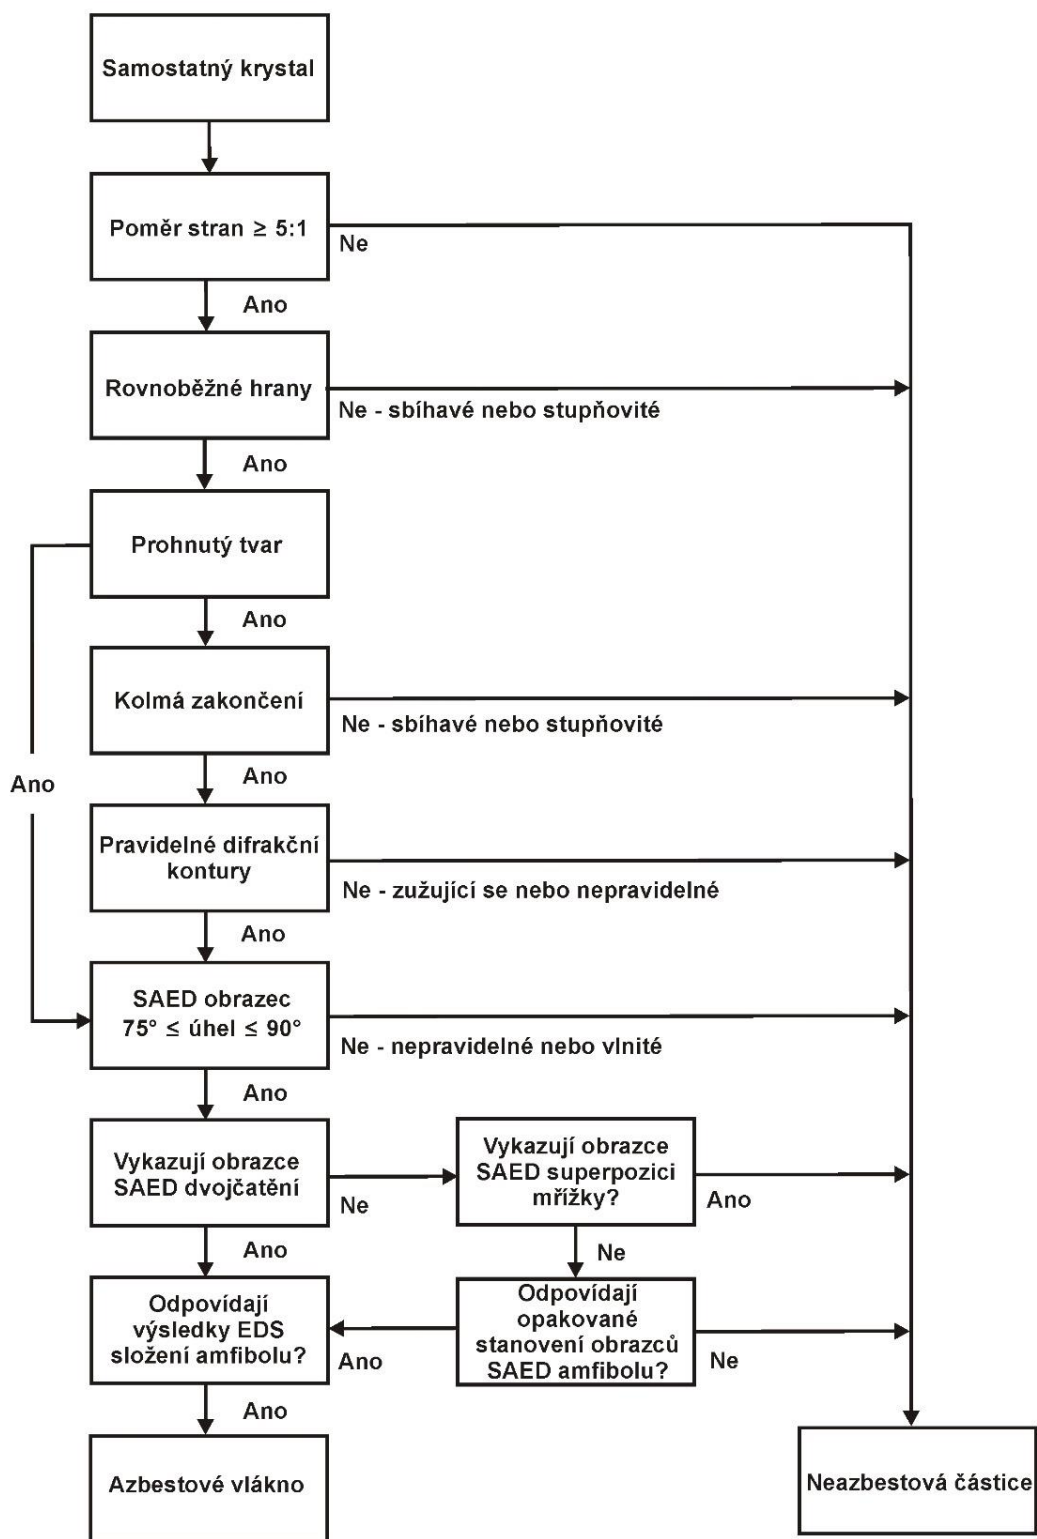 Samostatný krystal
Poměr stran ≥ 5:1
Ne
Ano
Rovnoběžné hrany
Ne - sbíhavé nebo stupňovité
Ano
Prohnutý tvar
Ano
Kolmá zakončení
Ne - sbíhavé nebo stupňovité
Ano
Ano
Pravidelné difrakční
kontury
Ne - zužující se nebo nepravidelné
Ano
SAED obrazec
75° ≤ úhel ≤ 90°
Ne - nepravidelné nebo vlnité
Ano
Vykazují obrazce
SAED dvojčatění
Ne
Vykazují obrazce
SAED superpozici
mřížky?
Ano
Ano
Ne
Odpovídají
výsledky EDS
složení amfibolu?
Ano
Odpovídají
opakované
stanovení obrazců
SAED amfibolu?
Ne
Ano
Azbestové vlákno
Neazbestová částice